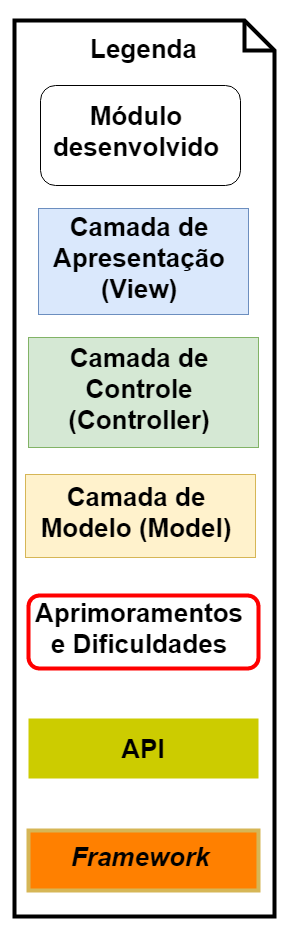 Legenda
Módulo
desenvolvido
Camada de
Apresentação
(View)
Camada de
Controle
(Controller)
Camada de
Modelo (Model)
Aprimoramentos
e Dificuldades
API
Framework